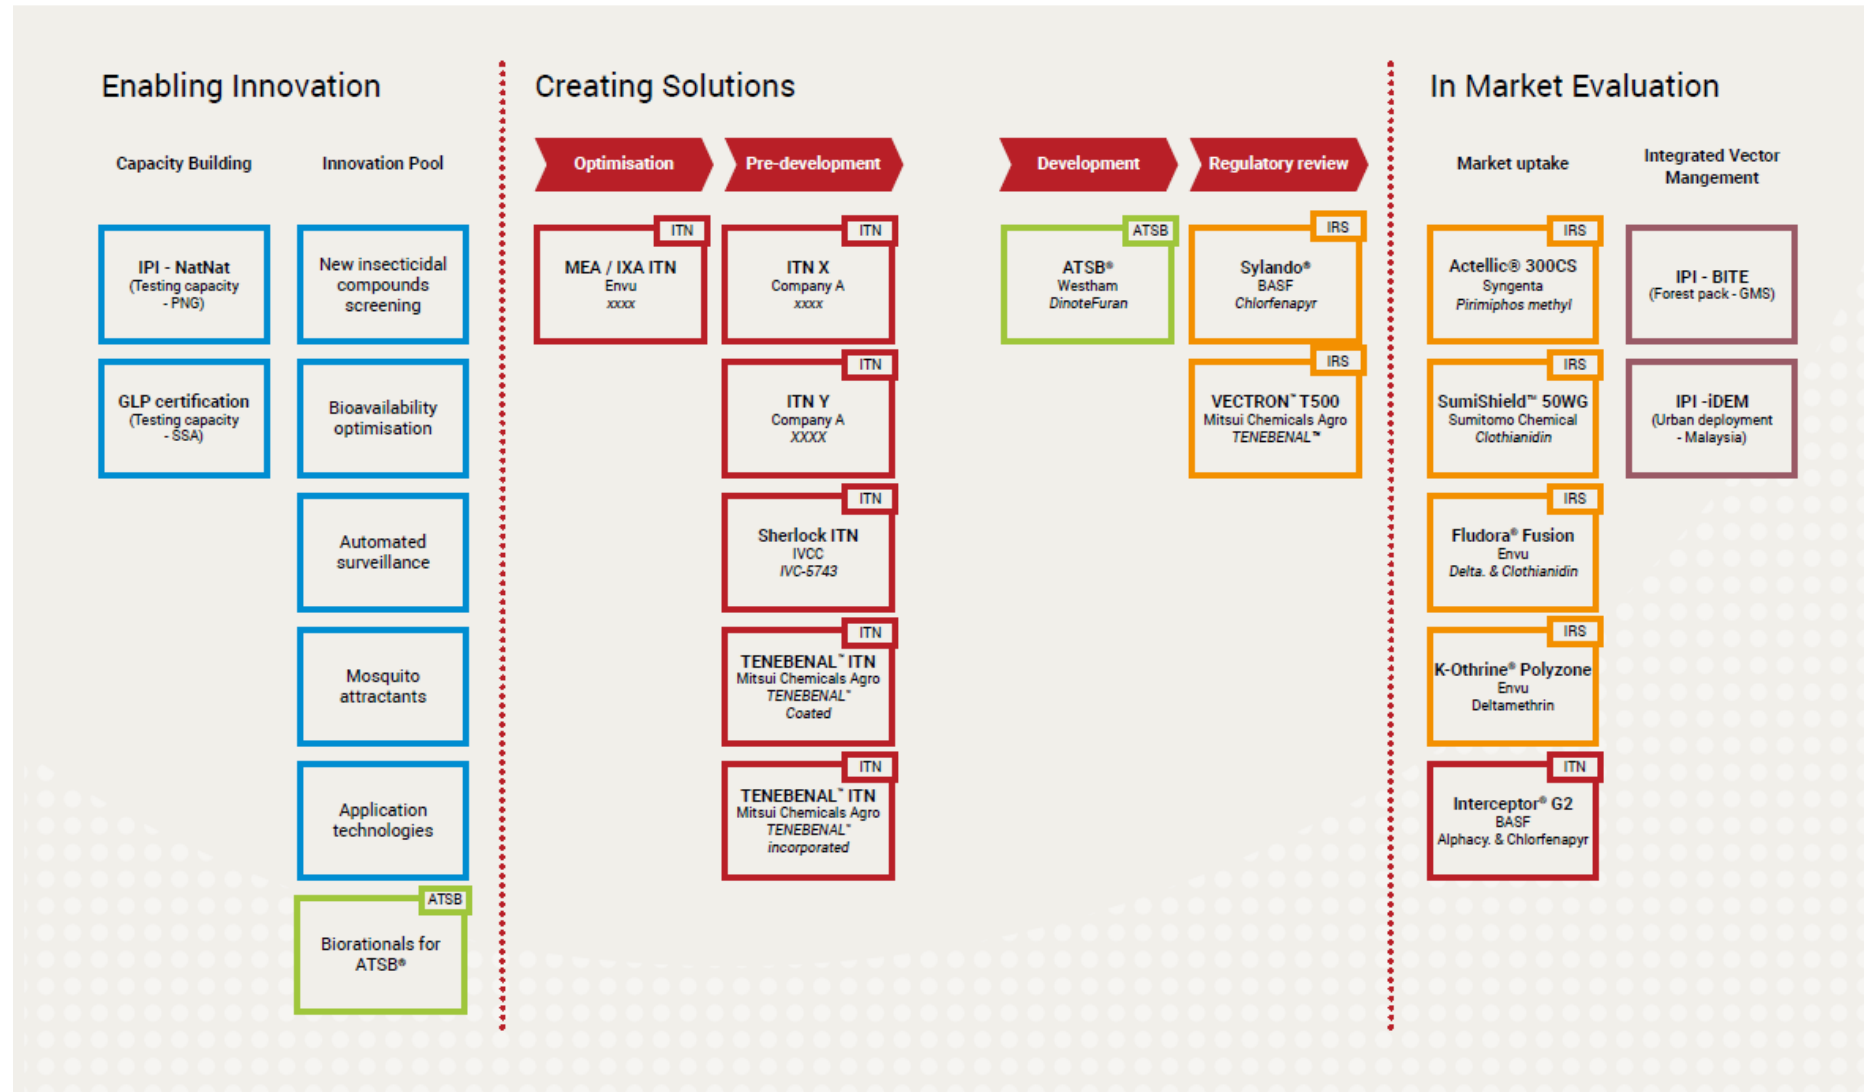 Enabling Innovation
Creating Solutions
In Market Evaluation
Capacity Building
Innovation Pool
Optimisation
Pre-development
Development
Regulatory review
Market uptake
Integrated Vector
Mangement
IPI - NatNat
(Testing capacity
- PNG)
GLP certification
(Testing capacity
- SSA)
New insecticidal
compounds
screening
Bioavailability
optimisation
Automated
surveillance
Mosquito
attractants
Application
technologies
ATSB
Biorationals for
ATSB®
ITN
MEA / IXA ITN
Envu
xxxx
ITN
ITN X
Company A
xxxx
ITN
ITN Y
Company A
XXXX
ITN
Sherlock ITN
IVCC
IVC-5743
ITN
TENEBENAL™ ITN
Mitsui Chemicals Agro
TENEBENAL™
Coated
ITN
TENEBENAL™ ITN
Mitsui Chemicals Agro
TENEBENAL™
incorporated
ATSB
ATSB®
Westham
DinoteFuran
IRS
Sylando®
BASF
Chlorfenapyr
IRS
VECTRON™ T500
Mitsui Chemicals Agro
TENEBENAL™
IRS
Actellic® 300CS
Syngenta
Pirimiphos methyl
IRS
SumiShield™ 50WG
Sumitomo Chemical
Clothianidin
IRS
Fludora® Fusion
Envu
Delta. & Clothianidin
IRS
K-Othrine® Polyzone
Envu
Deltamethrin
ITN
Interceptor® G2
BASF
Alphacy. & Chlorfenapyr
IPI - BITE
(Forest pack - GMS)
IPI -iDEM
(Urban deployment
- Malaysia)